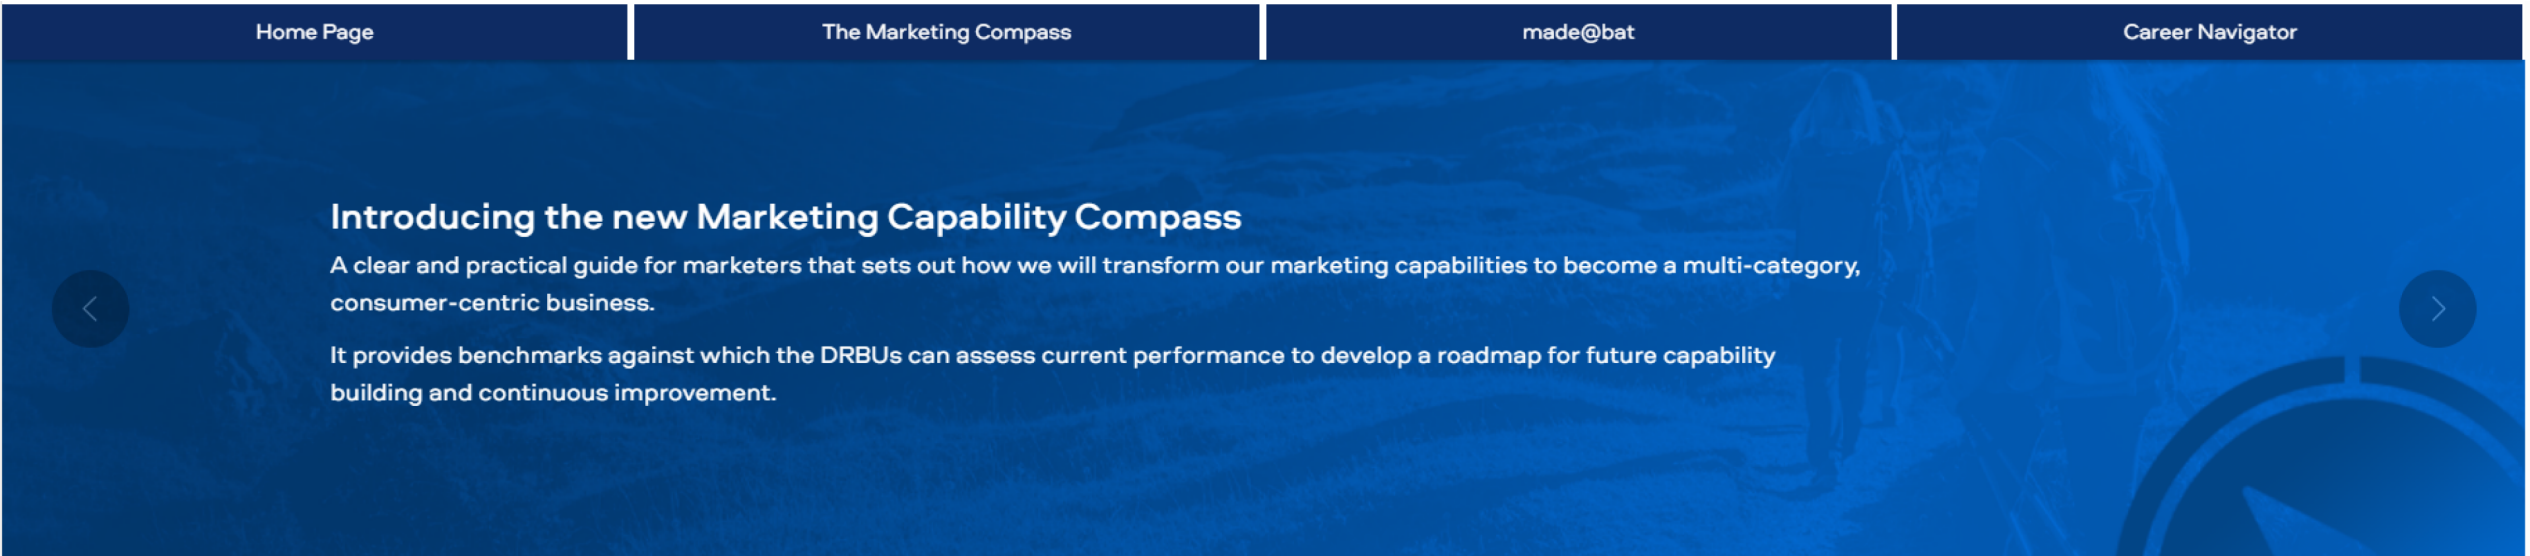 Home Page
The Marketing Compass
made@bat
Career Navigator
Introducing the new Marketing Capability Compass
A clear and practical guide for marketers that sets out how we will transform our marketing capabilities to become a multi-category,
consumer-centric business.
It provides benchmarks against which the DRBUs can assess current performance to develop a roadmap for future capability
building and continuous improvement.